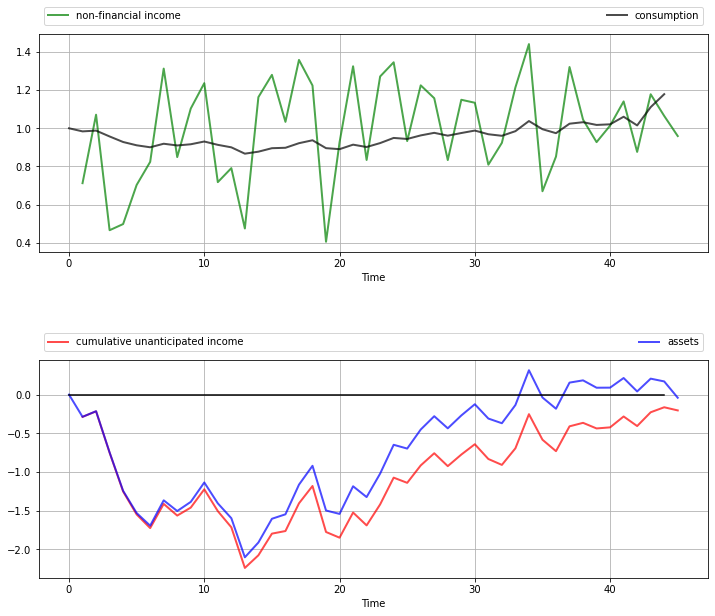 non-financial income consumption
1.4
1.2
1.0
0.8
0.6
0.4
0 10 20 30 40
Time
cumulative unanticipated income assets
0.0
−0.5
−1.0
−1.5
−2.0
0 10 20 30 40
Time